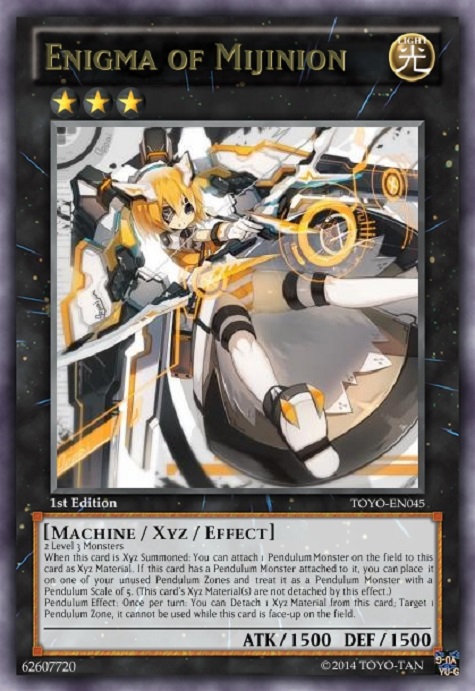 Enigma of Mijinion
LIGHT
光
1st Edition
TOYO-EN045
[Machine / Xyz / Effect]
2 Level 3 Monsters
When this card is Xyz Summoned: You can attach 1 Pendulum Monster on the field to this
card as Xyz Material. If this card has a Pendulum Monster attached to it, you can place it
on one of your unused Pendulum Zones and treat it as a Pendulum Monster with a
Pendulum Scale of 5. (This card's Xyz Material(s) are not detached by this effect.)
Pendulum Effect: Once per turn: You can Detach 1 Xyz Material from this card; Target 1
Pendulum Zone, it cannot be used while this card is face-up on the field.
ATK / 1500 DEF / 1500
62607720
©2014 TOYO-TAN